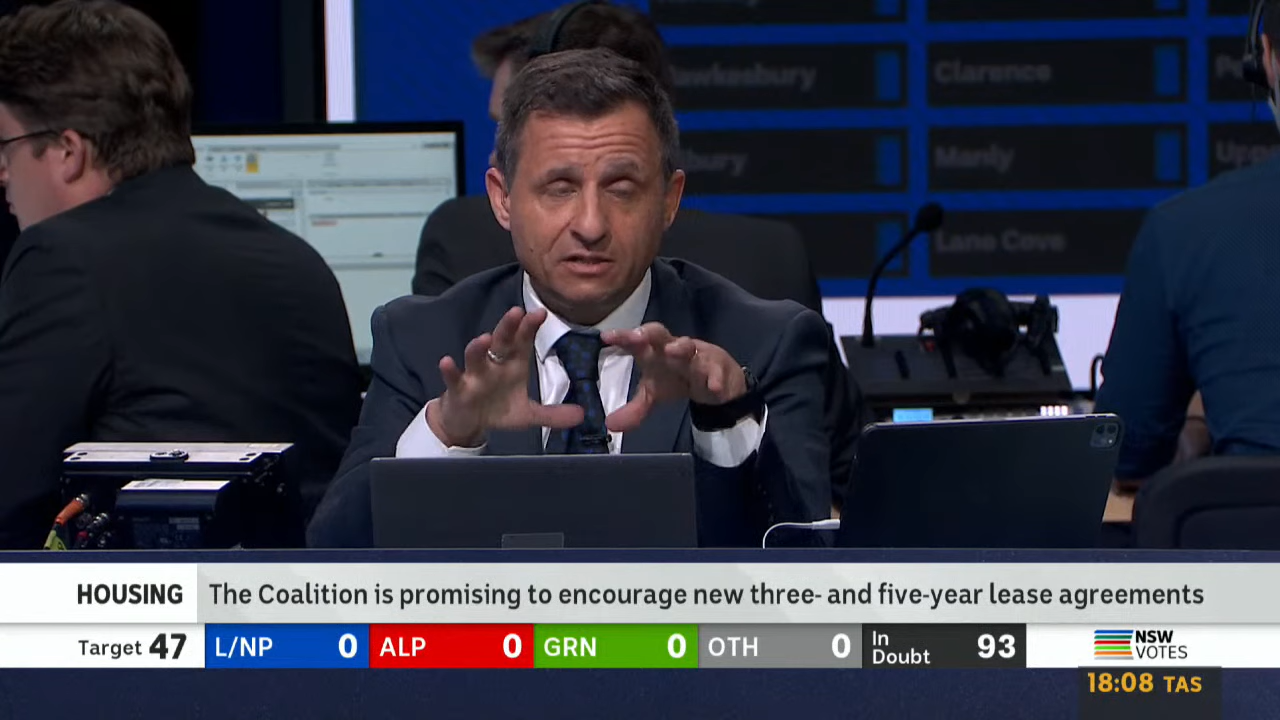 Clarence
Manly
Lane Cove
HOUSING The Coalition is promising to encourage new three- and five-year lease agreements
Target 47 L/NP 0 ALP 0 GRN 0 OTH 0 In Doubt 93 NSW VOTES
18:08 TAS